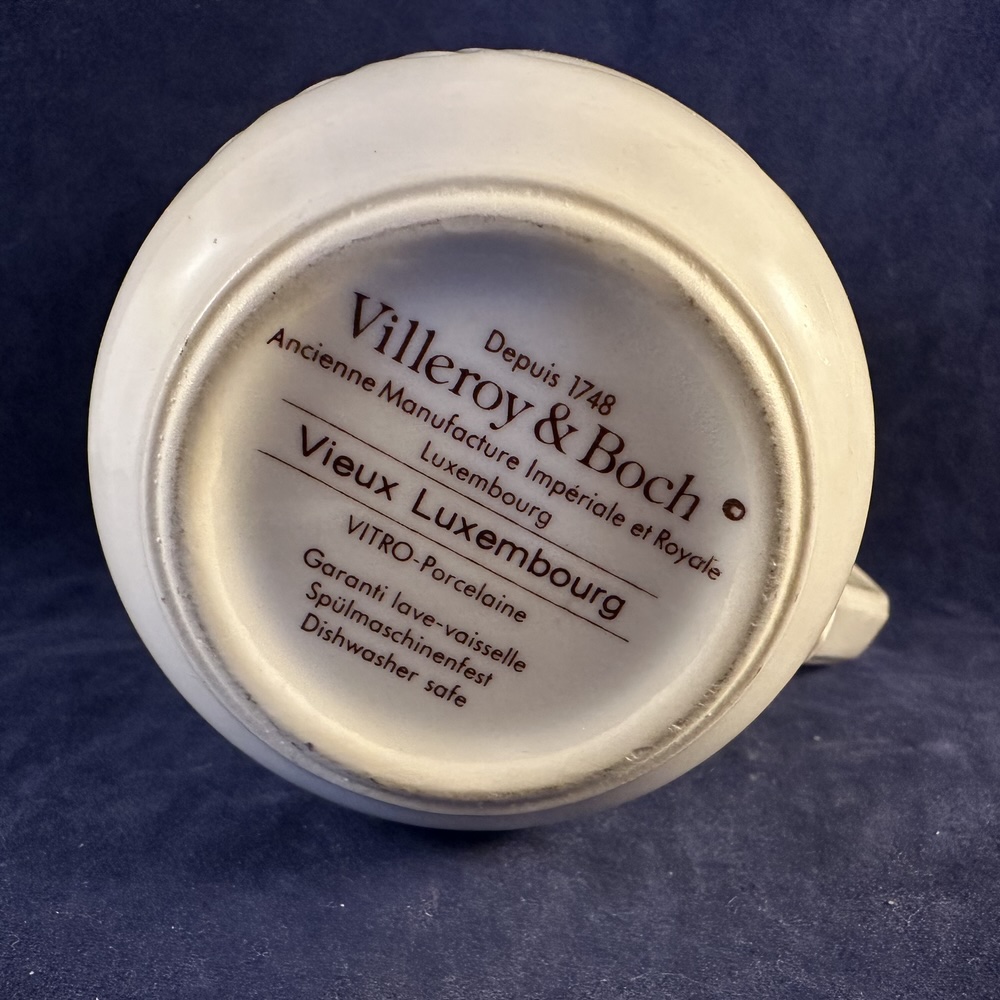 Depuis 1748
Villeroy & Boch
Ancienne Manufacture Impériale et Royale
Luxembourg
Vieux Luxembourg
VITRO-Porcelaine
Garanti lave-vaisselle
Spülmaschinenfest
Dishwasher safe